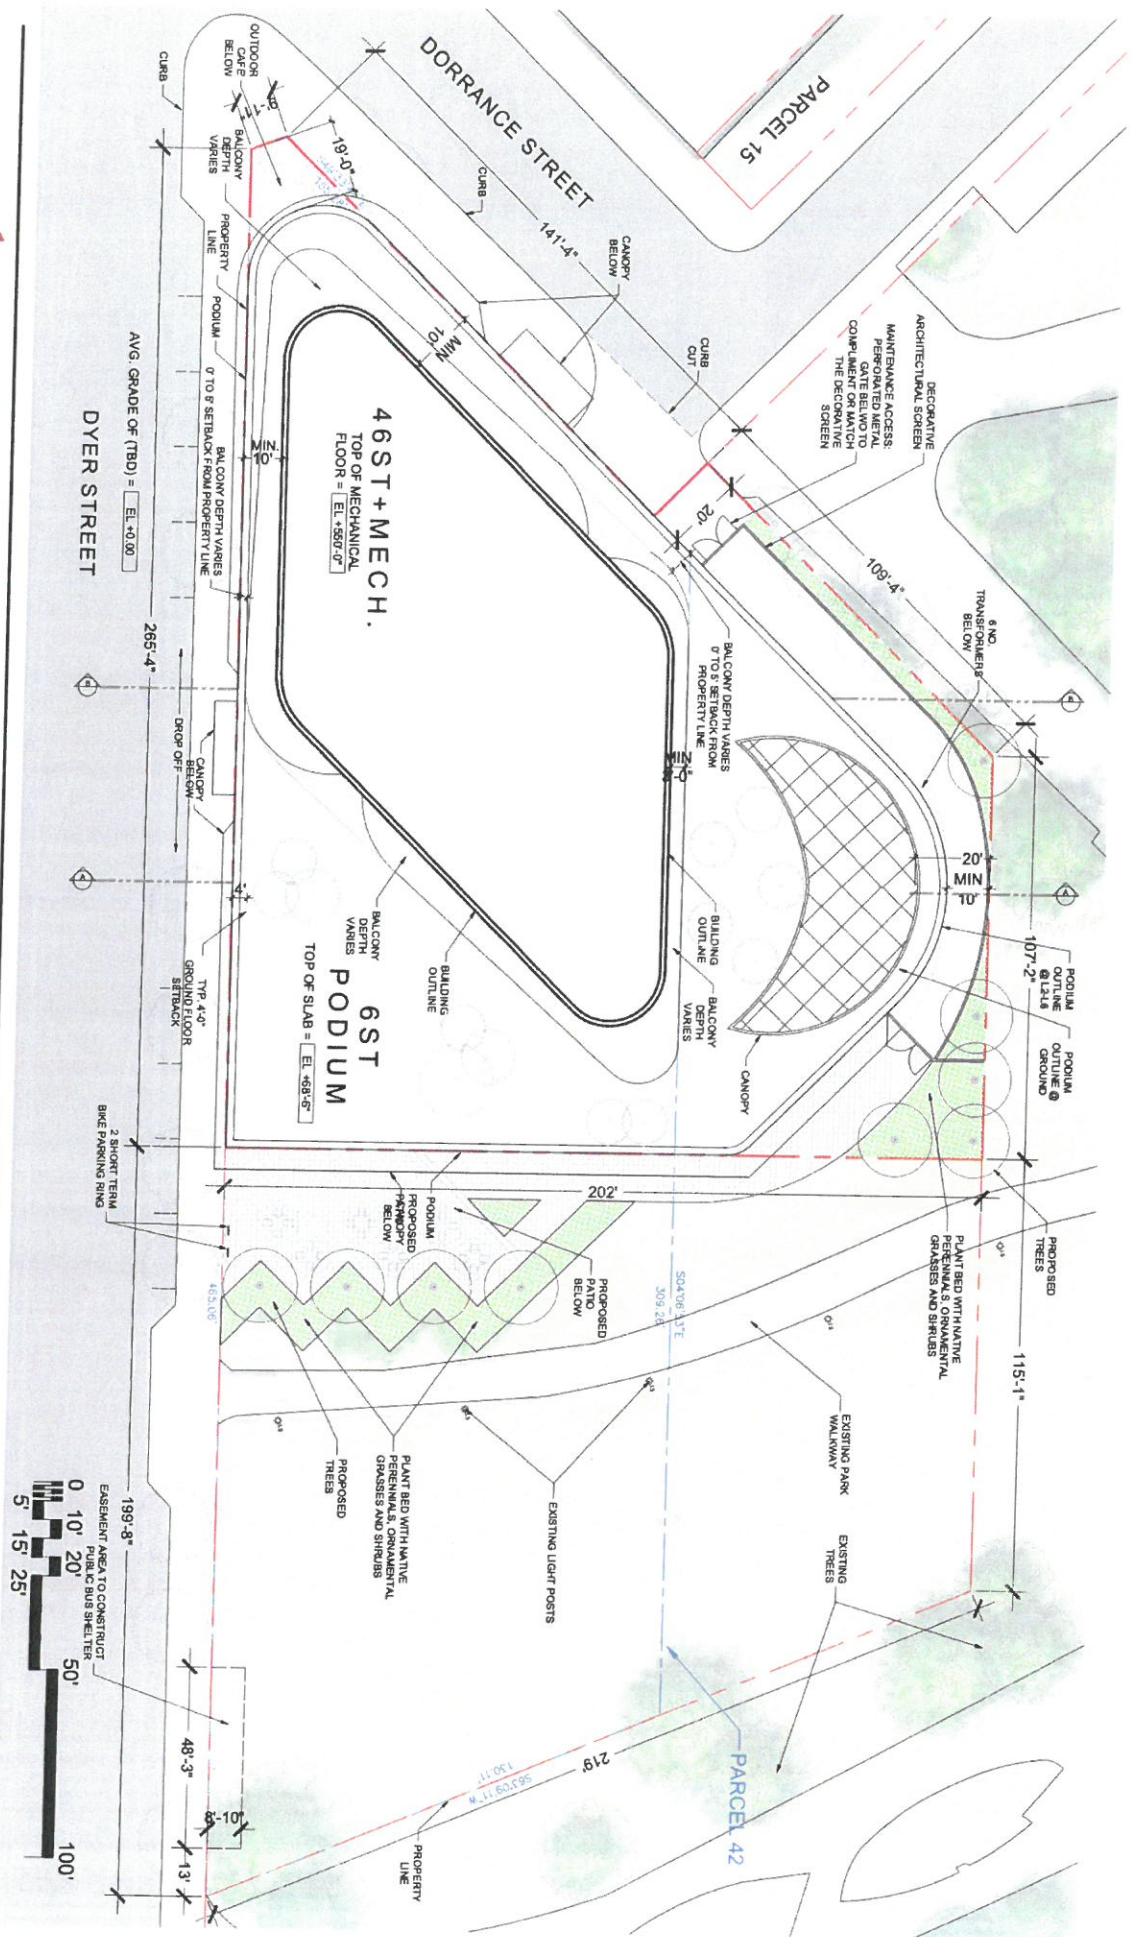 PARCEL 15
DORRANCE STREET
OUTDOOR
CAFE
BELOW
CURB
BALCONY
DEPTH
VARIES
19'-0"
CURB
141'-4"
CANOPY
BELOW
CURB
CUT
DECORATIVE
ARCHITECTURAL SCREEN
MAINTENANCE ACCESS:
PERFORATED METAL
GATE BELWO TO
COMPLIMENT OR MATCH
THE DECORATIVE
SCREEN
20'
109'-4"
6 NO.
TRANSFORMERS
BELOW
PROPERTY
LINE
PODIUM
BALCONY DEPTH VARIES
0' TO 8' SETBACK FROM PROPERTY LINE
AVG. GRADE OF (TBD) = EL +0.00
DYER STREET
MIN
10'
MIN.
10'
46ST+MECH.
TOP OF MECHANICAL
FLOOR = EL +550'-0"
BALCONY DEPTH VARIES
0' TO 5' SETBACK FROM
PROPERTY LINE
MIN
265'-4"
DROP OFF
CANOPY
BELOW
4'
TYP. 4'-0"
GROUND FLOOR
SETBACK
BALCONY
DEPTH
VARIES
BUILDING
OUTLINE
6ST
PODIUM
TOP OF SLAB = EL +68'-6"
BUILDING
OUTLINE
BALCONY
DEPTH
VARIES
CANOPY
20'
MIN
10'
107'-2"
PODIUM
OUTLINE
@ L2-L6
PODIUM
OUTLINE @
GROUND
2 SHORT TERM
BIKE PARKING RING
PODIUM
PROPOSED
CANOPY
BELOW
202'
PROPOSED
PATIO
BELOW
PROPOSED
TREES
PLANT BED WITH NATIVE
PERENNIALS, ORNAMENTAL
GRASSES AND SHRUBS
465.06'
S04°06'53"E
309.26'
115'-1"
EXISTING PARK
WALKWAY
EXISTING
TREES
PROPOSED
TREES
PLANT BED WITH NATIVE
PERENNIALS, ORNAMENTAL
GRASSES AND SHRUBS
EXISTING LIGHT POSTS
199'-8"
EASEMENT AREA TO CONSTRUCT
PUBLIC BUS SHELTER
48'-3"
8'-10"
13'
219'
130.11'
S63°09'11"W
PARCEL 42
PROPERTY
LINE
0 10' 20' 50' 100'
5' 15' 25'